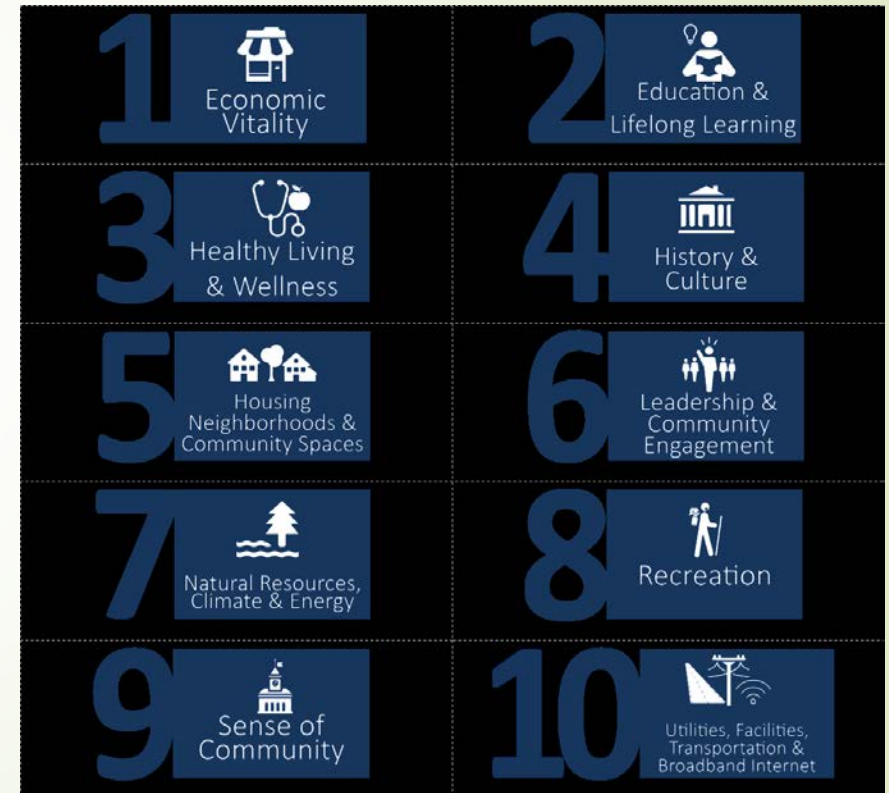 1
Economic
Vitality
2
Education &
Lifelong Learning
3
Healthy Living
& Wellness
4
History &
Culture
5
Housing
Neighborhoods &
Community Spaces
6
Leadership &
Community
Engagement
7
Natural Resources,
Climate & Energy
8
Recreation
9
Sense of
Community
10
Utilities, Facilities,
Transportation &
Broadband Internet